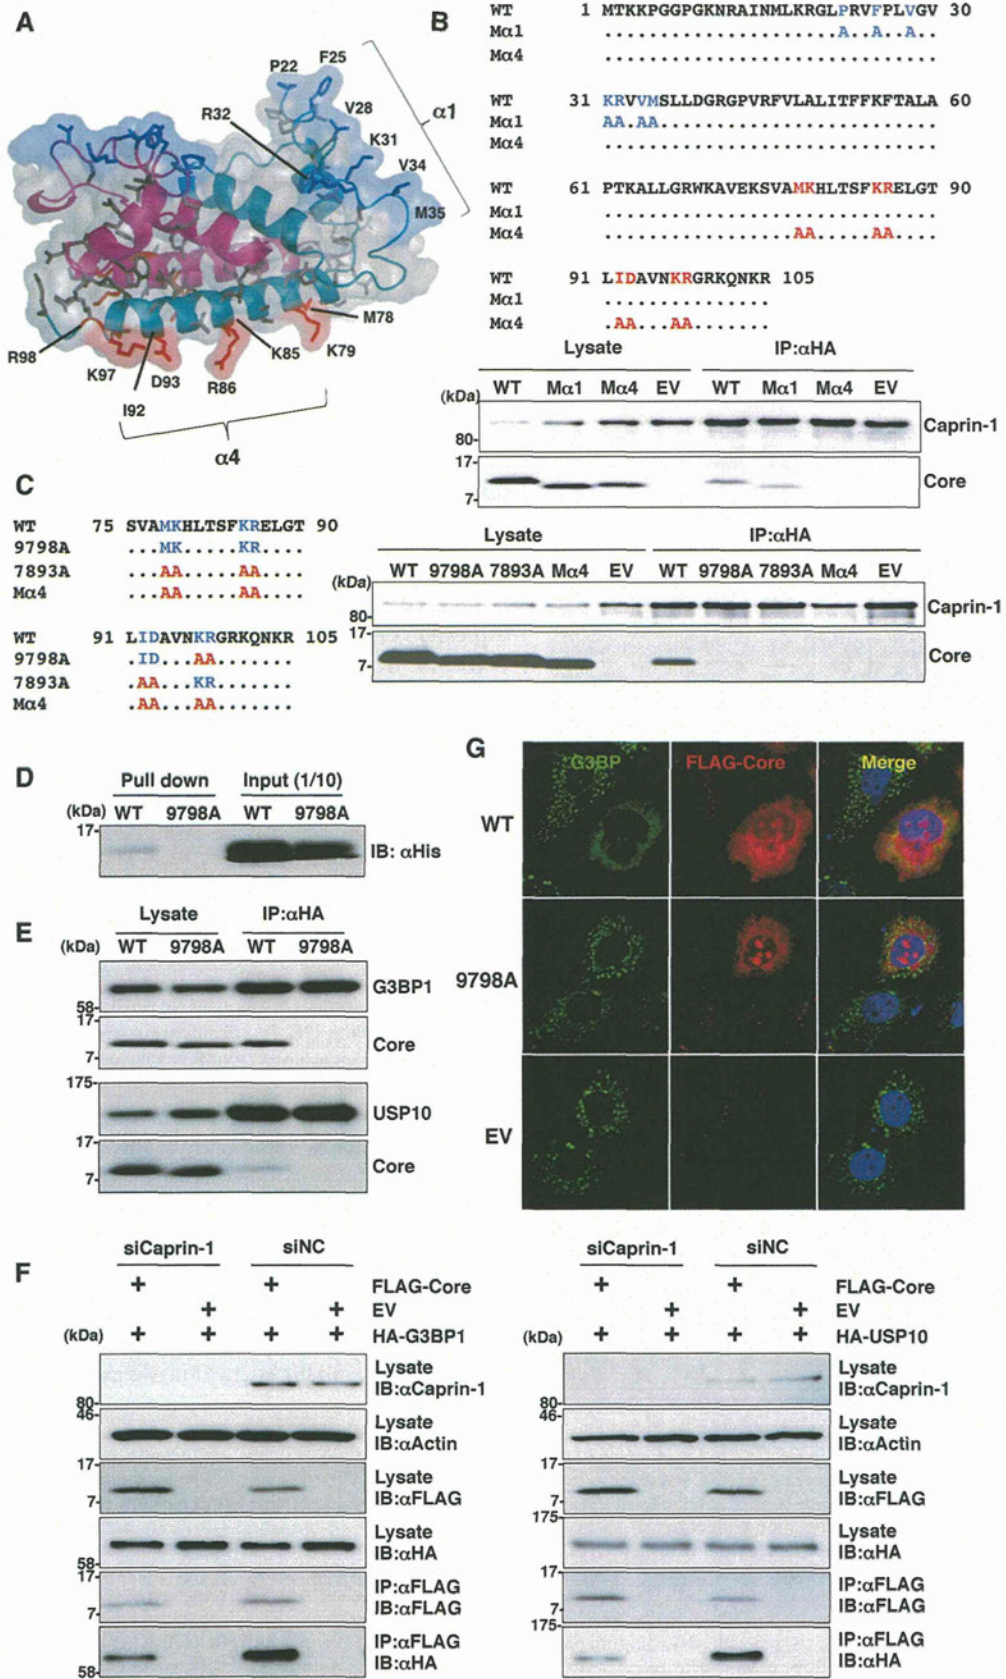 A
P22
F25
R32
V28
K31
V34
M35
α1
R98
K97
I92
D93
R86
K85
K79
M78
α4
B
WT 1 MTKKPGGPGKNRAINMLKRGLPRVFPLVGV 30
Mα1 .....................A..A..A..
Mα4 ..............................
WT 31 KRVVMSLLDGRGPVRFVLALITFFKFTALA 60
Mα1 AA.AA.........................
Mα4 ..............................
WT 61 PTKALLGRWKAVEKSVAMKHLTSFKRELGT 90
Mα1 ..............................
Mα4 .................AA.....AA....
WT 91 LIDAVNKRGRKQNKR 105
Mα1 ...............
Mα4 .AA...AA.......
Lysate IP:αHA
(kDa) WT Mα1 Mα4 EV WT Mα1 Mα4 EV
80- Caprin-1
17-
7- Core
C
WT 75 SVAMKHLTSFKRELGT 90
9798A ...MK.....KR....
7893A ...AA.....AA....
Mα4 ...AA.....AA....
WT 91 LIDAVNKRGRKQNKR 105
9798A .ID...AA.......
7893A .AA...KR.......
Mα4 .AA...AA.......
Lysate IP:αHA
WT 9798A 7893A Mα4 EV WT 9798A 7893A Mα4 EV
(kDa)
80- Caprin-1
17-
7- Core
D
Pull down Input (1/10)
(kDa) WT 9798A WT 9798A
17- IB: αHis
E
Lysate IP:αHA
(kDa) WT 9798A WT 9798A
58- G3BP1
17-
7- Core
175-
USP10
17-
7- Core
G
G3BP FLAG-Core Merge
WT
9798A
EV
F
siCaprin-1 siNC
+ + FLAG-Core
+ + EV
(kDa) + + + + HA-G3BP1
Lysate
80- IB:αCaprin-1
46- Lysate
IB:αActin
17- Lysate
7- IB:αFLAG
Lysate
58- IB:αHA
17- IP:αFLAG
7- IB:αFLAG
IP:αFLAG
58- IB:αHA
siCaprin-1 siNC
+ + FLAG-Core
+ + EV
(kDa) + + + + HA-USP10
Lysate
80- IB:αCaprin-1
46- Lysate
IB:αActin
17- Lysate
7- IB:αFLAG
175- Lysate
IB:αHA
17- IP:αFLAG
7- IB:αFLAG
175- IP:αFLAG
IB:αHA